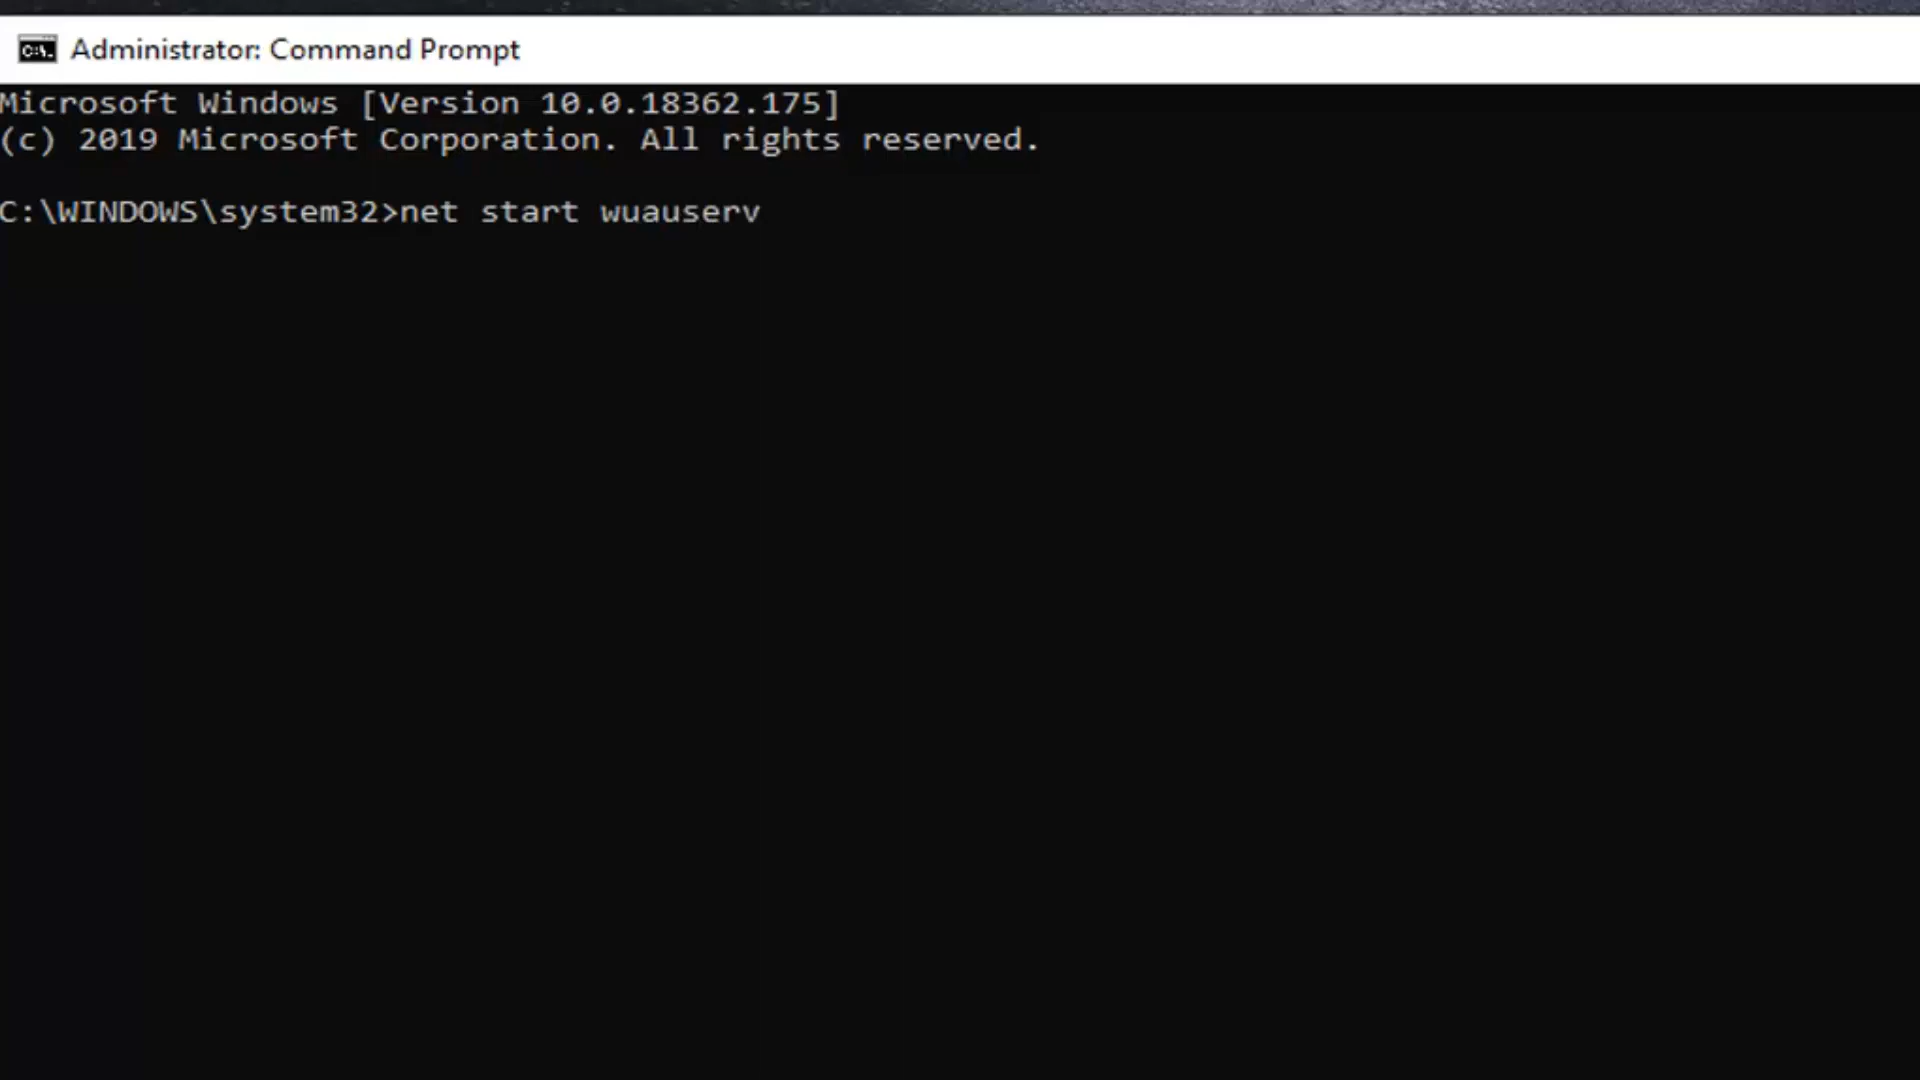 Administrator: Command Prompt
Microsoft Windows [Version 10.0.18362.175]
(c) 2019 Microsoft Corporation. All rights reserved.
C:\WINDOWS\system32>net start wuauserv